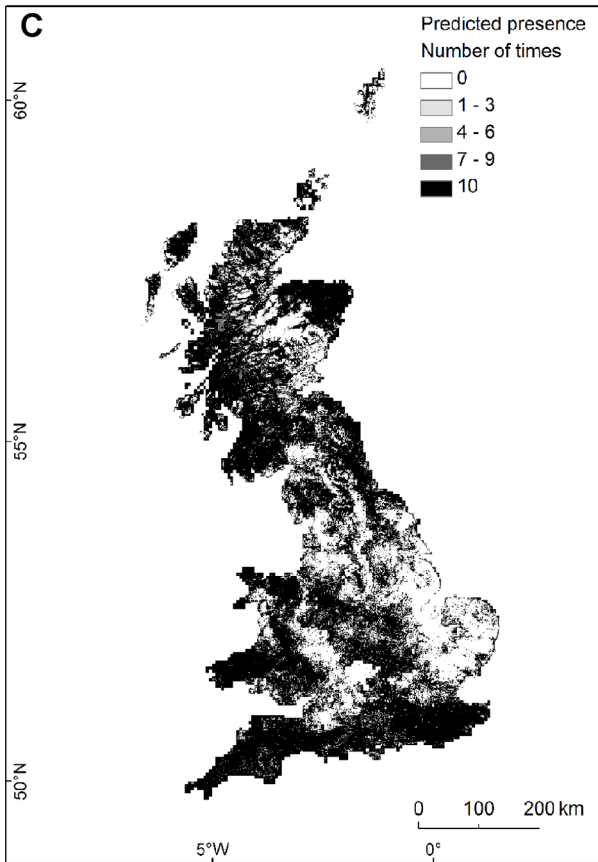 C
Predicted presence
Number of times
0
1 - 3
4 - 6
7 - 9
10
60°N
55°N
50°N
0 100 200 km
5°W 0°